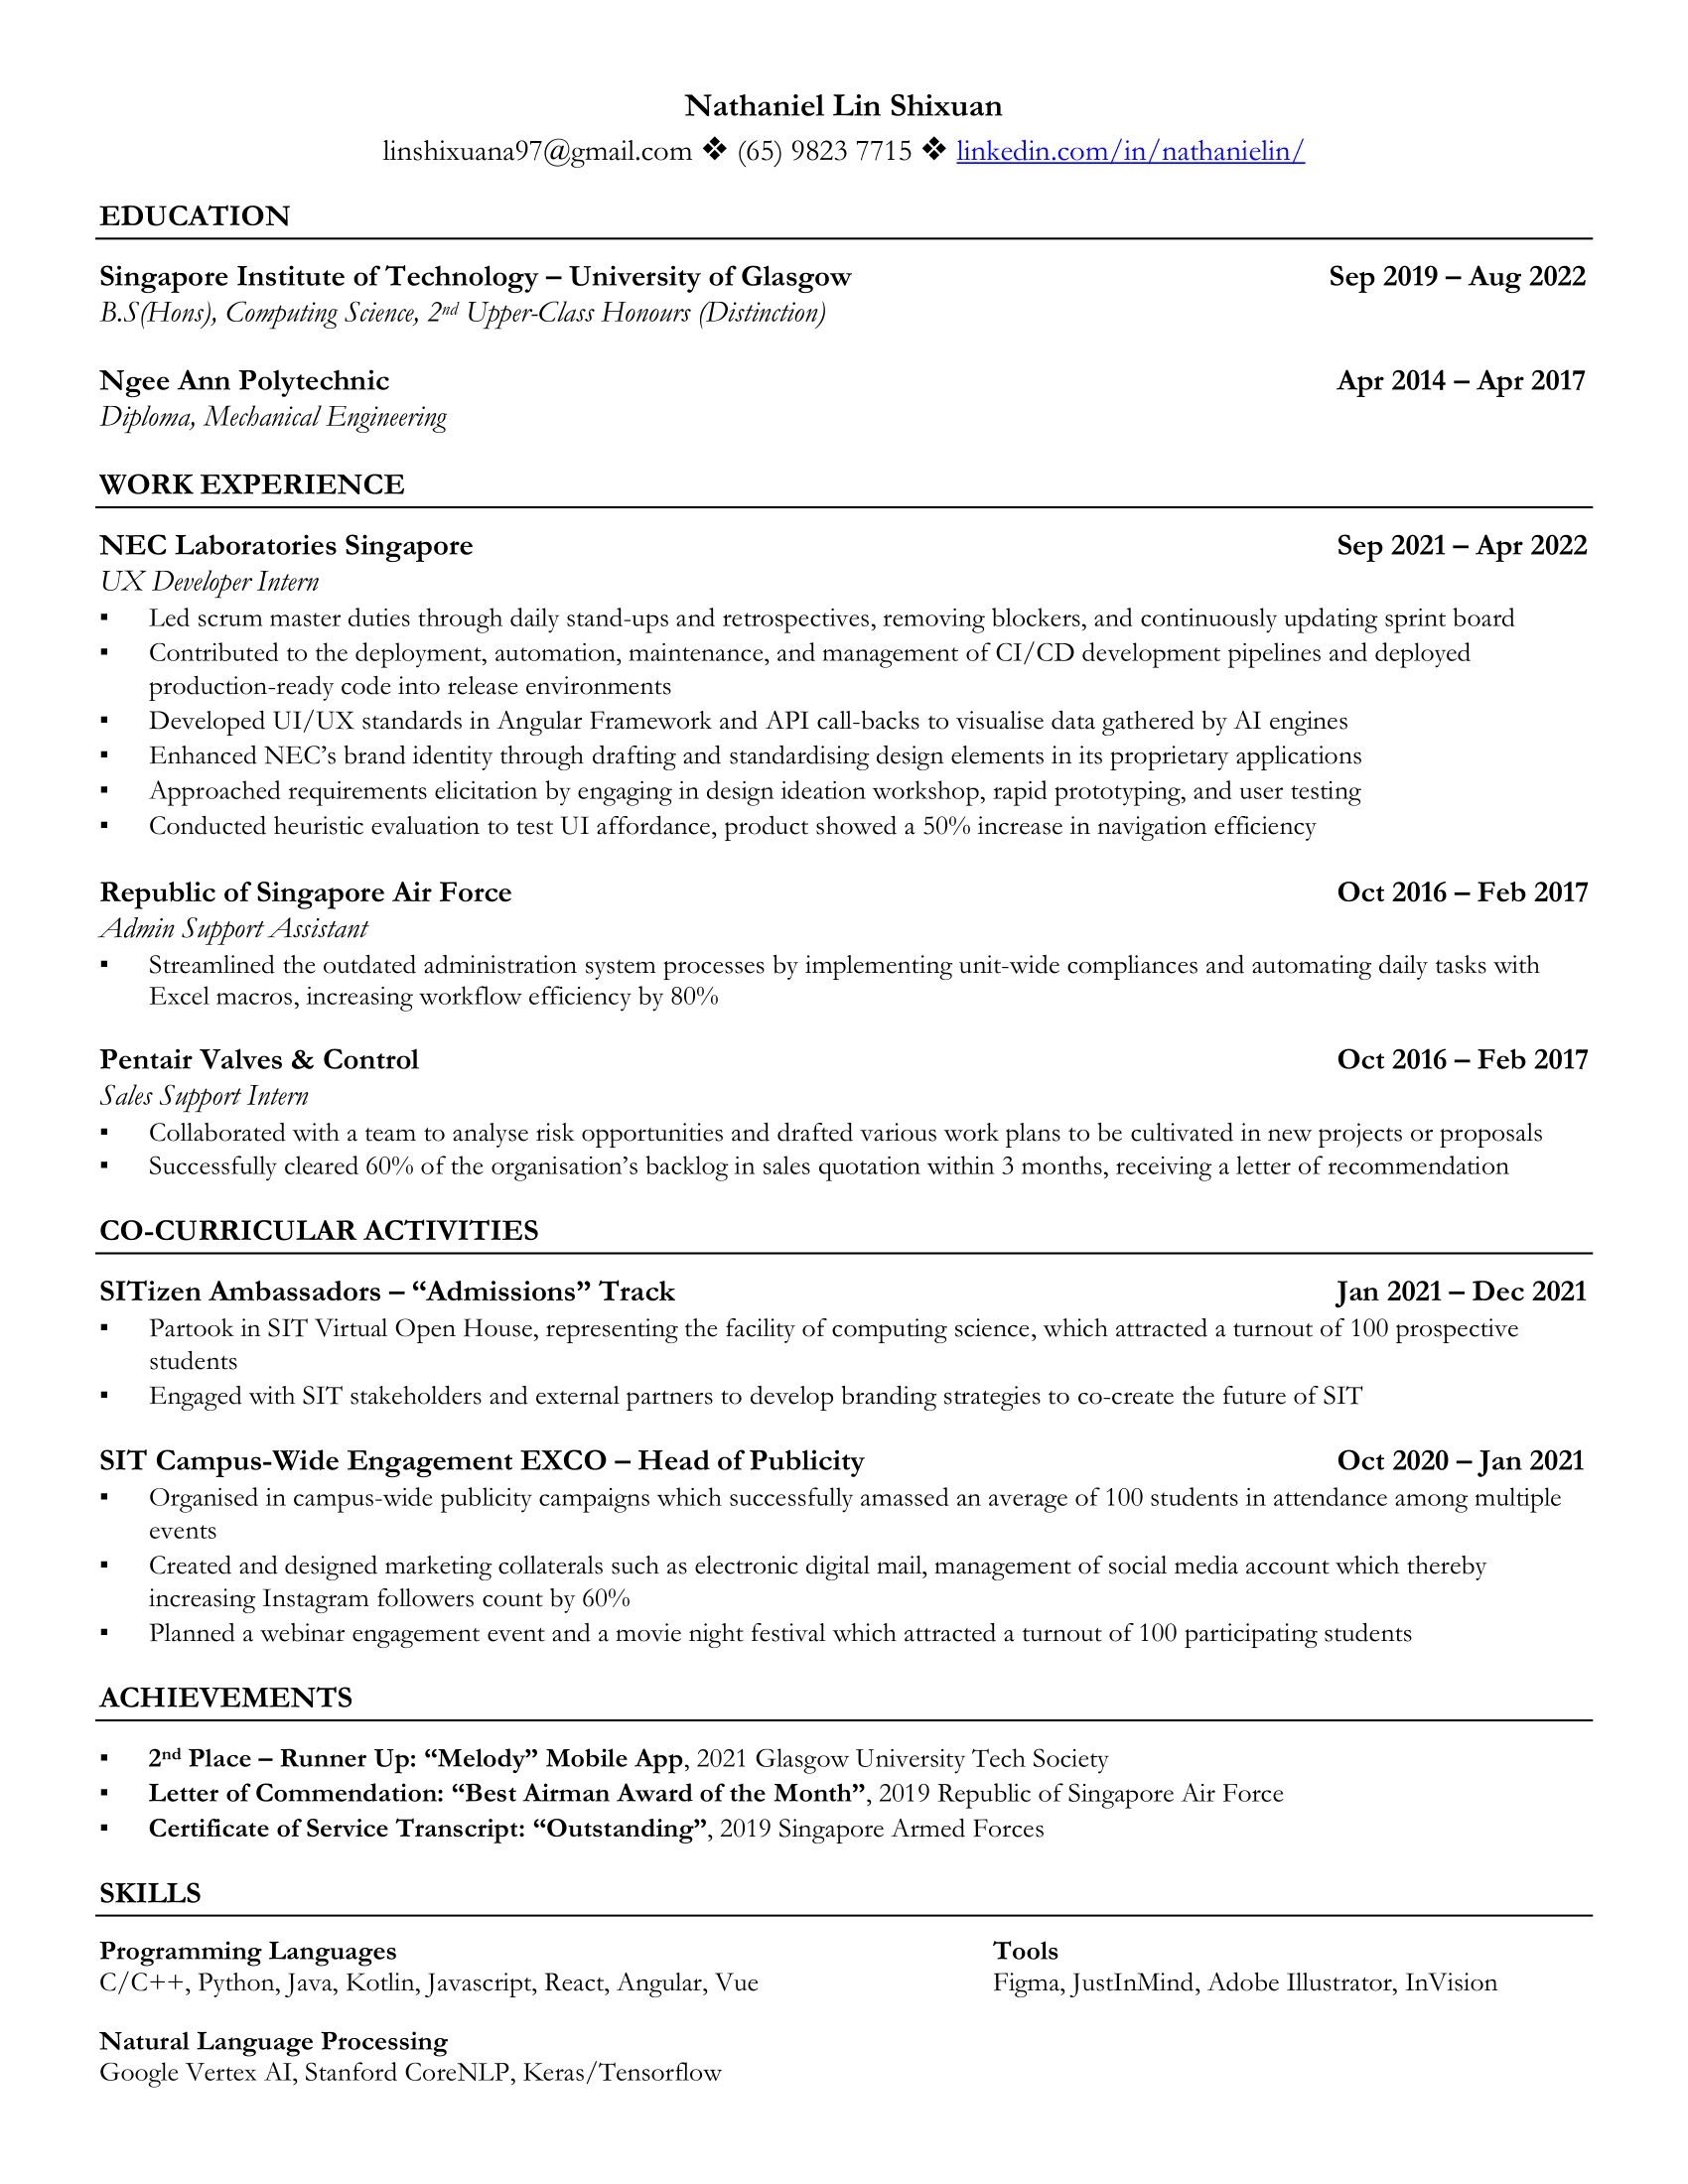 Nathaniel Lin Shixuan
linshixuana97@gmail.com ❖ (65) 9823 7715 ❖ linkedin.com/in/nathanielin/
EDUCATION
Singapore Institute of Technology – University of Glasgow Sep 2019 – Aug 2022
B.S(Hons), Computing Science, 2nd Upper-Class Honours (Distinction)
Ngee Ann Polytechnic Apr 2014 – Apr 2017
Diploma, Mechanical Engineering
WORK EXPERIENCE
NEC Laboratories Singapore Sep 2021 – Apr 2022
UX Developer Intern
▪ Led scrum master duties through daily stand-ups and retrospectives, removing blockers, and continuously updating sprint board
▪ Contributed to the deployment, automation, maintenance, and management of CI/CD development pipelines and deployed
production-ready code into release environments
▪ Developed UI/UX standards in Angular Framework and API call-backs to visualise data gathered by AI engines
▪ Enhanced NEC’s brand identity through drafting and standardising design elements in its proprietary applications
▪ Approached requirements elicitation by engaging in design ideation workshop, rapid prototyping, and user testing
▪ Conducted heuristic evaluation to test UI affordance, product showed a 50% increase in navigation efficiency
Republic of Singapore Air Force Oct 2016 – Feb 2017
Admin Support Assistant
▪ Streamlined the outdated administration system processes by implementing unit-wide compliances and automating daily tasks with
Excel macros, increasing workflow efficiency by 80%
Pentair Valves & Control Oct 2016 – Feb 2017
Sales Support Intern
▪ Collaborated with a team to analyse risk opportunities and drafted various work plans to be cultivated in new projects or proposals
▪ Successfully cleared 60% of the organisation’s backlog in sales quotation within 3 months, receiving a letter of recommendation
CO-CURRICULAR ACTIVITIES
SITizen Ambassadors – “Admissions” Track Jan 2021 – Dec 2021
▪ Partook in SIT Virtual Open House, representing the facility of computing science, which attracted a turnout of 100 prospective
students
▪ Engaged with SIT stakeholders and external partners to develop branding strategies to co-create the future of SIT
SIT Campus-Wide Engagement EXCO – Head of Publicity Oct 2020 – Jan 2021
▪ Organised in campus-wide publicity campaigns which successfully amassed an average of 100 students in attendance among multiple
events
▪ Created and designed marketing collaterals such as electronic digital mail, management of social media account which thereby
increasing Instagram followers count by 60%
▪ Planned a webinar engagement event and a movie night festival which attracted a turnout of 100 participating students
ACHIEVEMENTS
▪ 2nd Place – Runner Up: “Melody” Mobile App, 2021 Glasgow University Tech Society
▪ Letter of Commendation: “Best Airman Award of the Month”, 2019 Republic of Singapore Air Force
▪ Certificate of Service Transcript: “Outstanding”, 2019 Singapore Armed Forces
SKILLS
Programming Languages Tools
C/C++, Python, Java, Kotlin, Javascript, React, Angular, Vue Figma, JustInMind, Adobe Illustrator, InVision
Natural Language Processing
Google Vertex AI, Stanford CoreNLP, Keras/Tensorflow